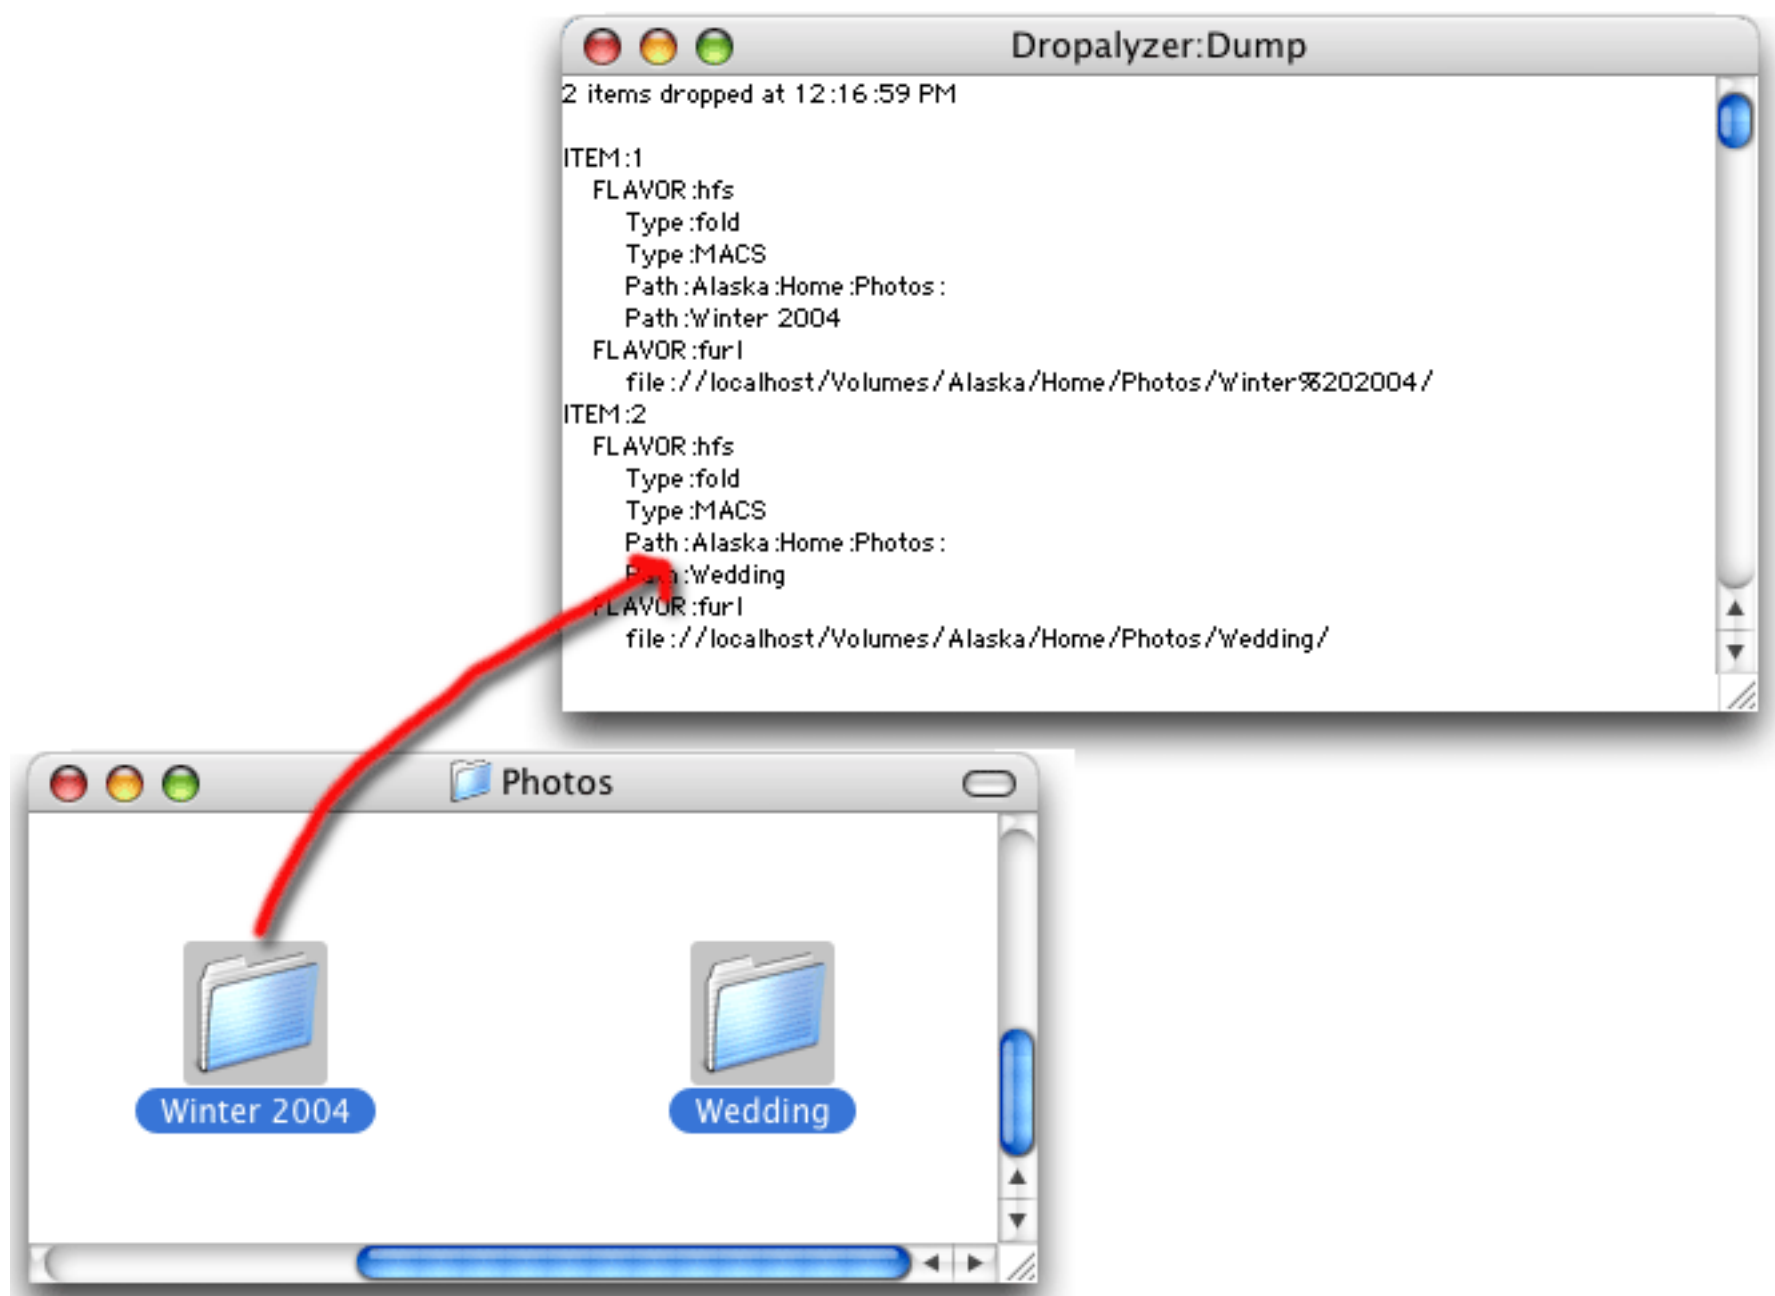 Dropalyzer:Dump
2 items dropped at 12:16:59 PM
ITEM:1
FLAVOR:hfs
Type:fold
Type:MACS
Path:Alaska:Home:Photos:
Path:Winter 2004
FLAVOR:furl
file://localhost/Volumes/Alaska/Home/Photos/Winter%202004/
ITEM:2
FLAVOR:hfs
Type:fold
Type:MACS
Path:Alaska:Home:Photos:
Path:Wedding
FLAVOR:furl
file://localhost/Volumes/Alaska/Home/Photos/Wedding/
Photos
Winter 2004
Wedding